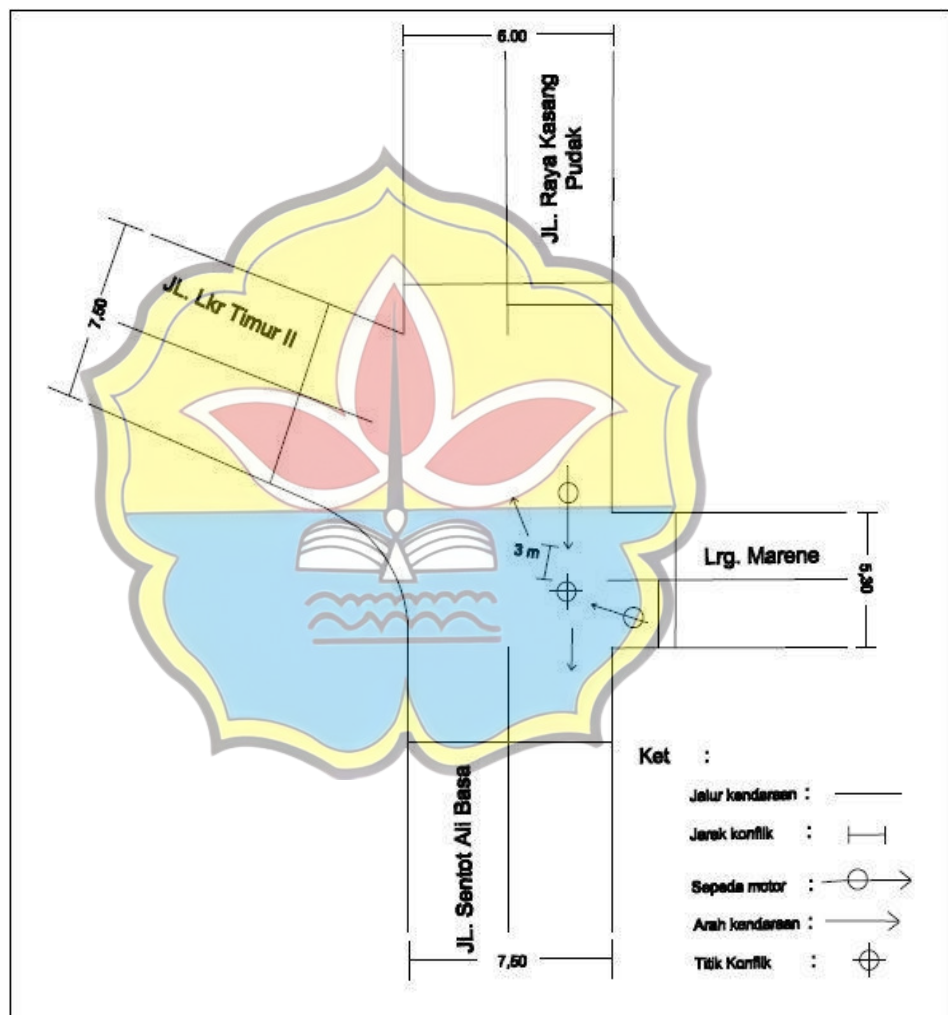 6.00
JL. Raya Kasang
Pudak
7,50
JL. Lkr Timur II
3 m
Lrg. Marene
5,30
JL. Sentot Ali Basa
7,50
Ket :
Jalur kendaraan :
Jarak konflik :
Sepeda motor :
Arah kendaraan :
Titik Konflik :